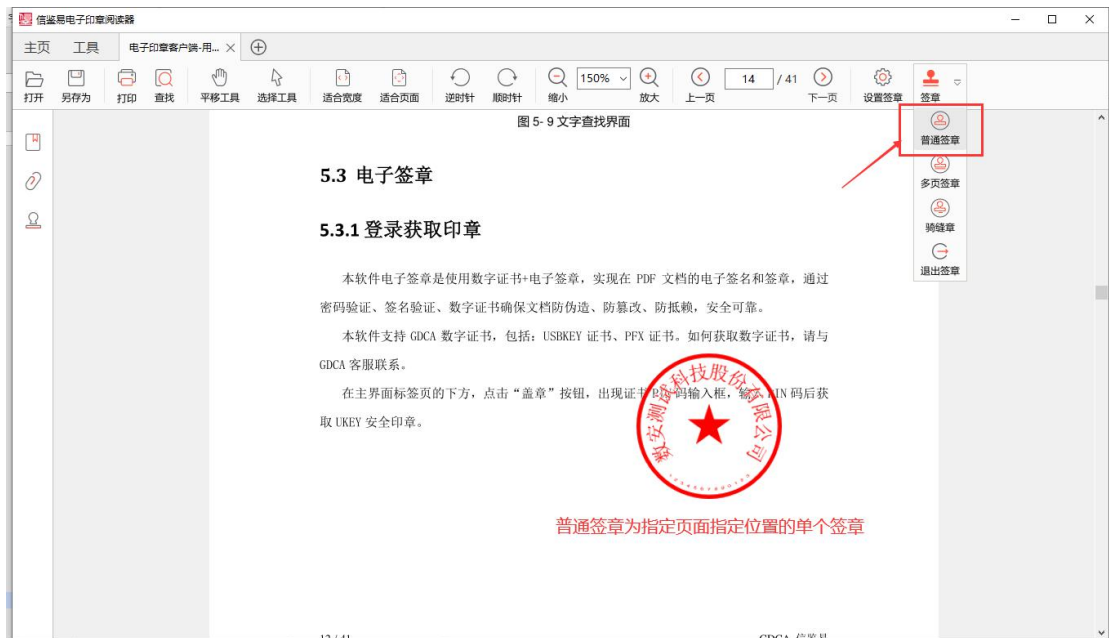 信鉴易电子印章阅读器
主页 工具 电子印章客户端-用...
150% 14 / 41
打开 另存为 打印 查找 平移工具 选择工具 适合宽度 适合页面 逆时针 顺时针 缩小 放大 上一页 下一页 设置签章 签章
普通签章
多页签章
骑缝章
退出签章
图 5- 9 文字查找界面
5.3 电子签章
5.3.1 登录获取印章
本软件电子签章是使用数字证书+电子签章，实现在 PDF 文档的电子签名和签章，通过
密码验证、签名验证、数字证书确保文档防伪造、防篡改、防抵赖，安全可靠。
本软件支持 GDCA 数字证书，包括：USBKEY 证书、PFX 证书。如何获取数字证书，请与
GDCA 客服联系。
在主界面标签页的下方，点击“盖章”按钮，出现证书 PIN 码输入框，输入 PIN 码后获
取 UKEY 安全印章。
数安测试科技股份有限公司
普通签章为指定页面指定位置的单个签章